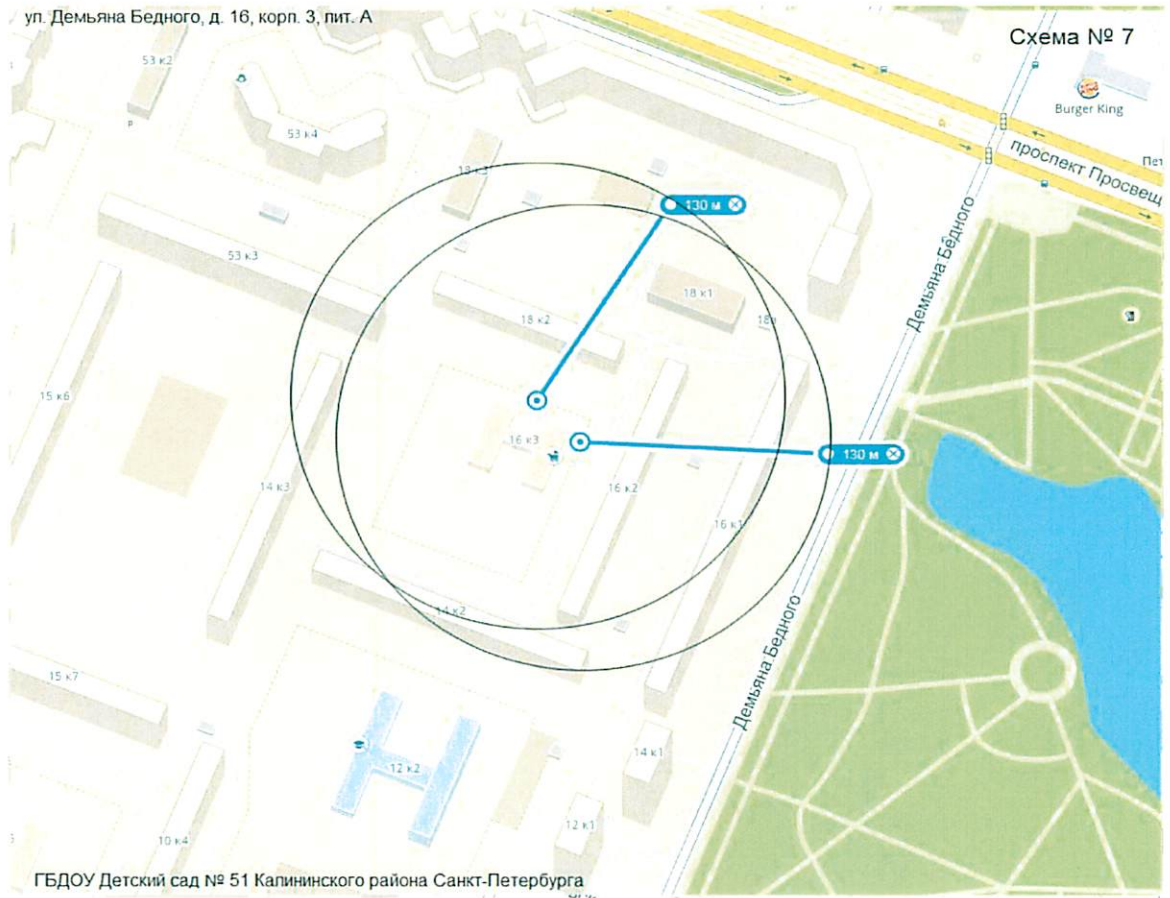 ул. Демьяна Бедного, д. 16, корп. 3, лит. А
Схема № 7
53 к2
Burger King
53 к4
проспект Просвещ
Пет
18 к3
130 м
Демьяна Бедного
53 к3
18 к1
18 к2
18а
15 к6
16 к3
130 м
14 к3
16 к2
16 к1
14 к2
Демьяна Бедного
15 к7
14 к1
12 к2
12 к1
10 к4
ГБДОУ Детский сад № 51 Калининского района Санкт-Петербурга